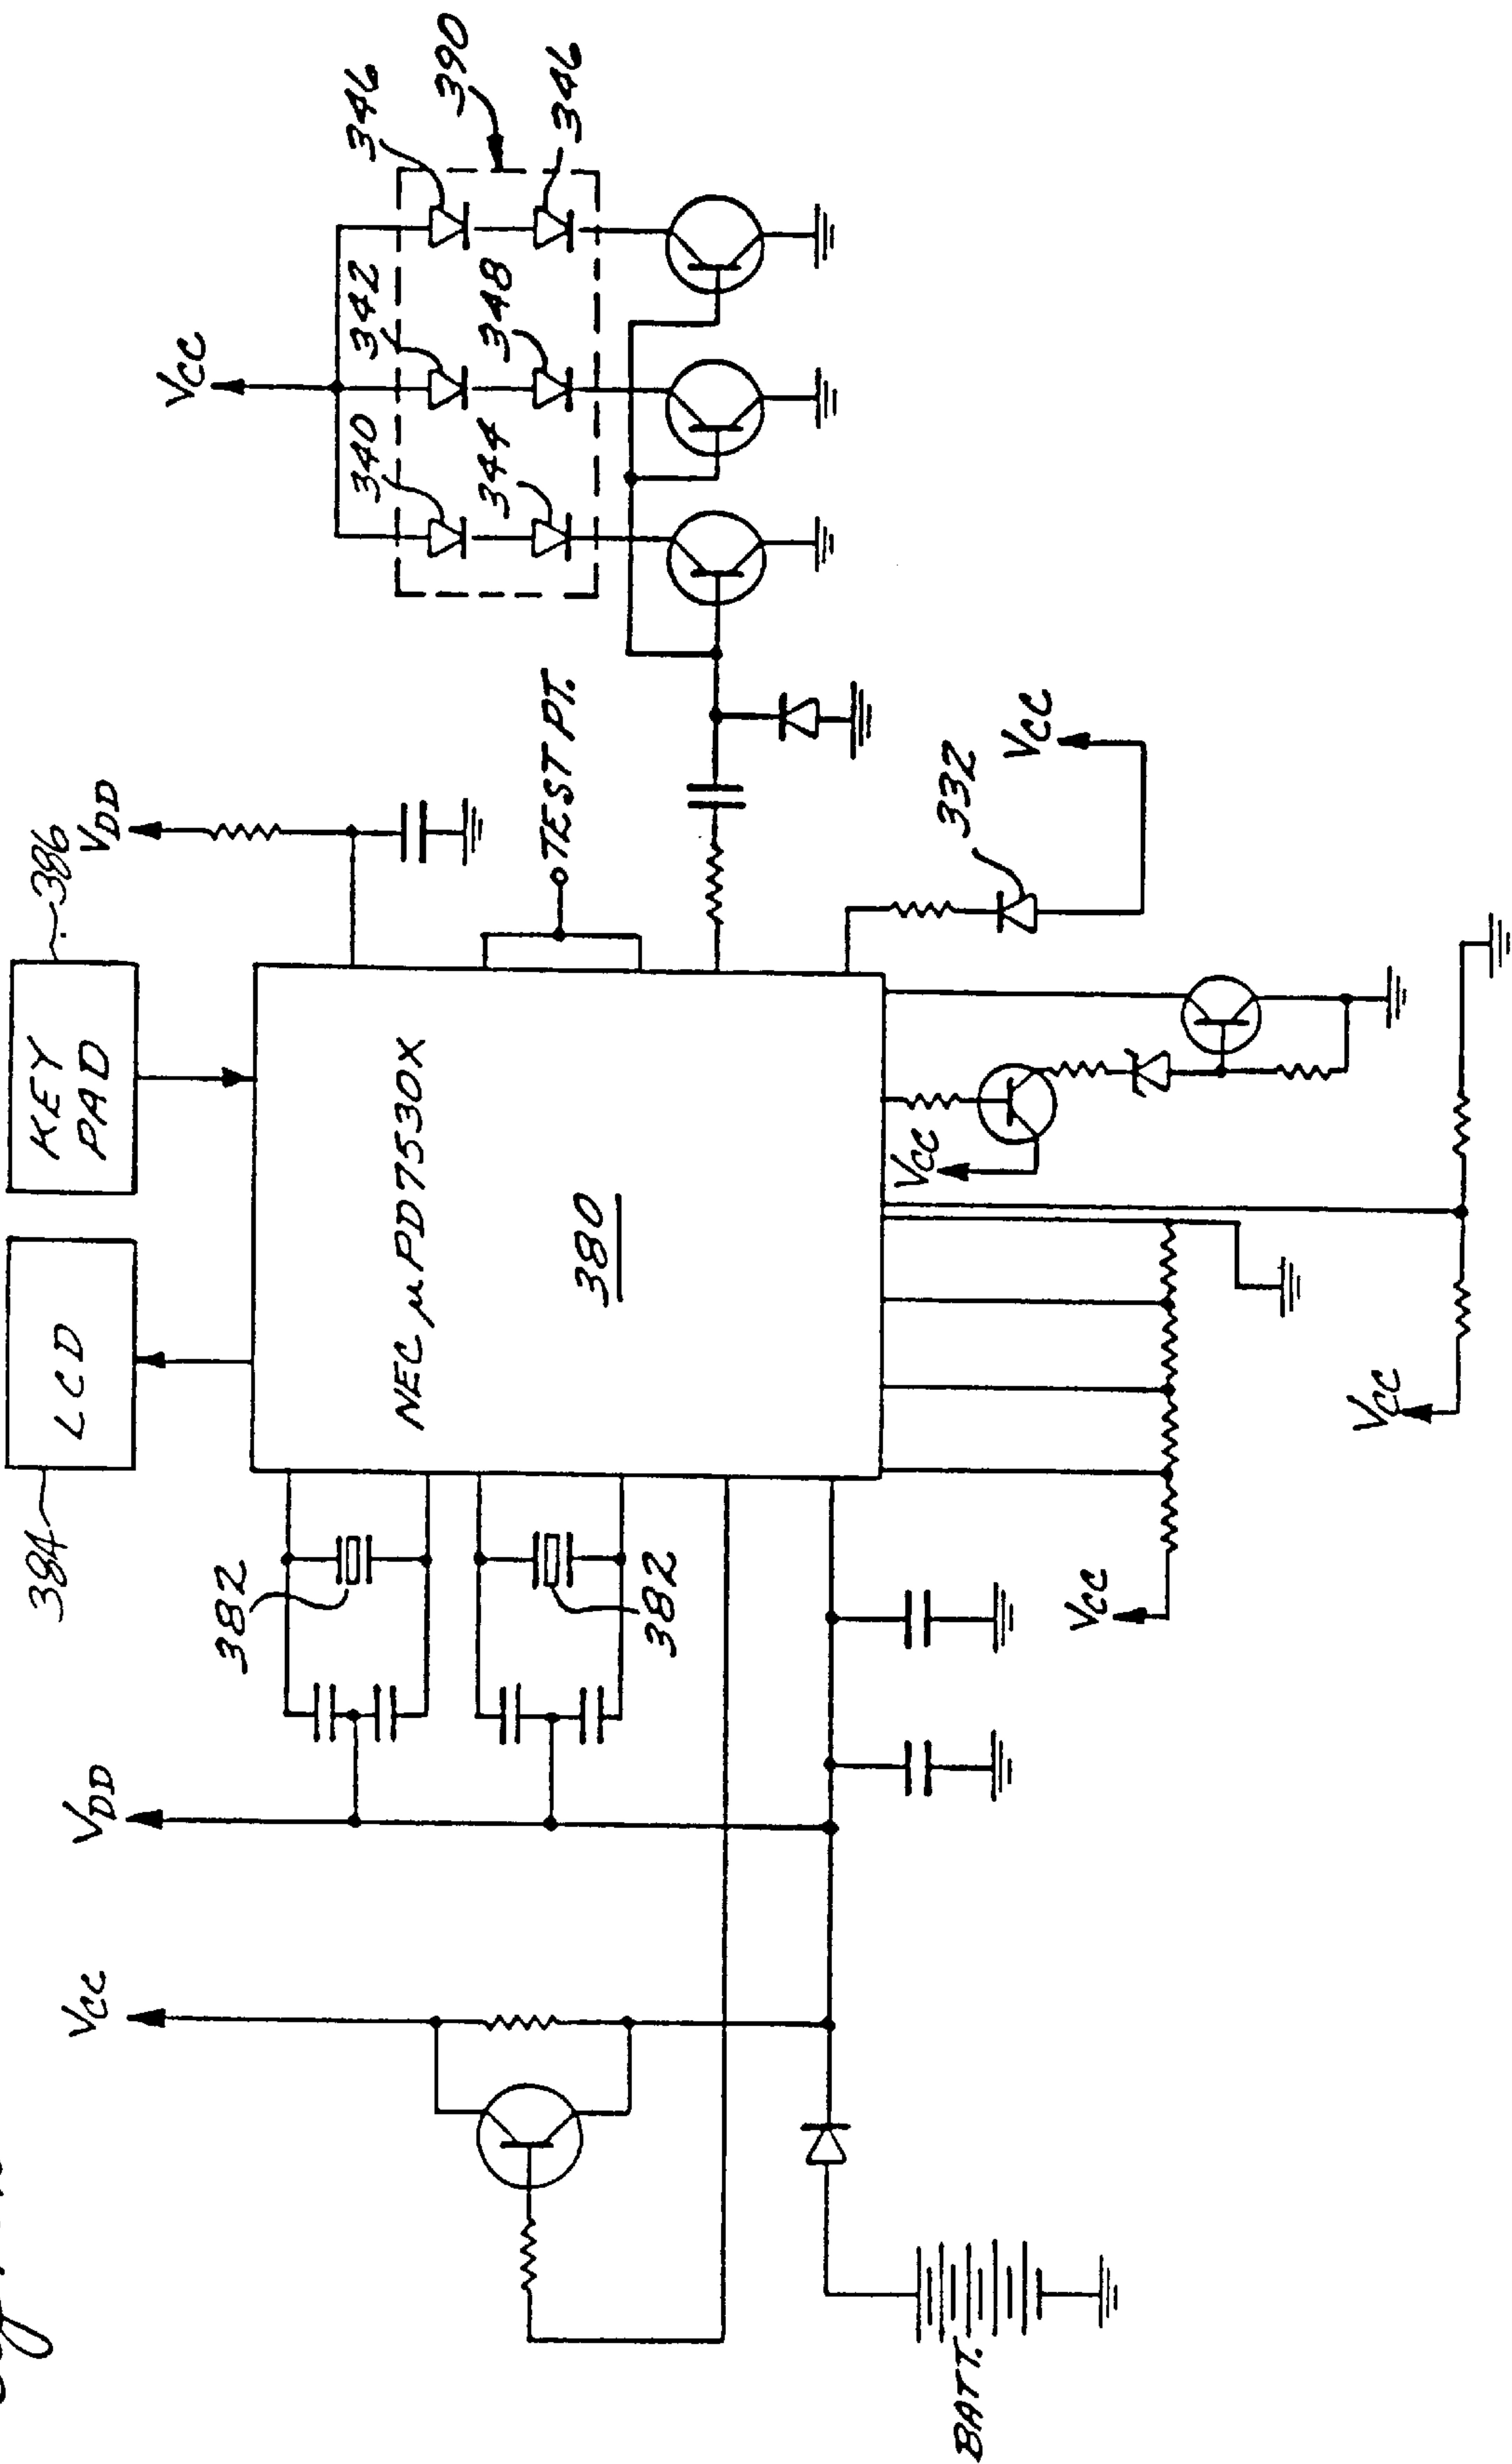 384
LCD
KEY
PAD
386
VDD
VCC
VDD
VCC
346
390
340
342
344
348
346
382
382
NEC μPD7530X
380
TEST PT.
332
VCC
VCC
VCC
VCC
BATT.